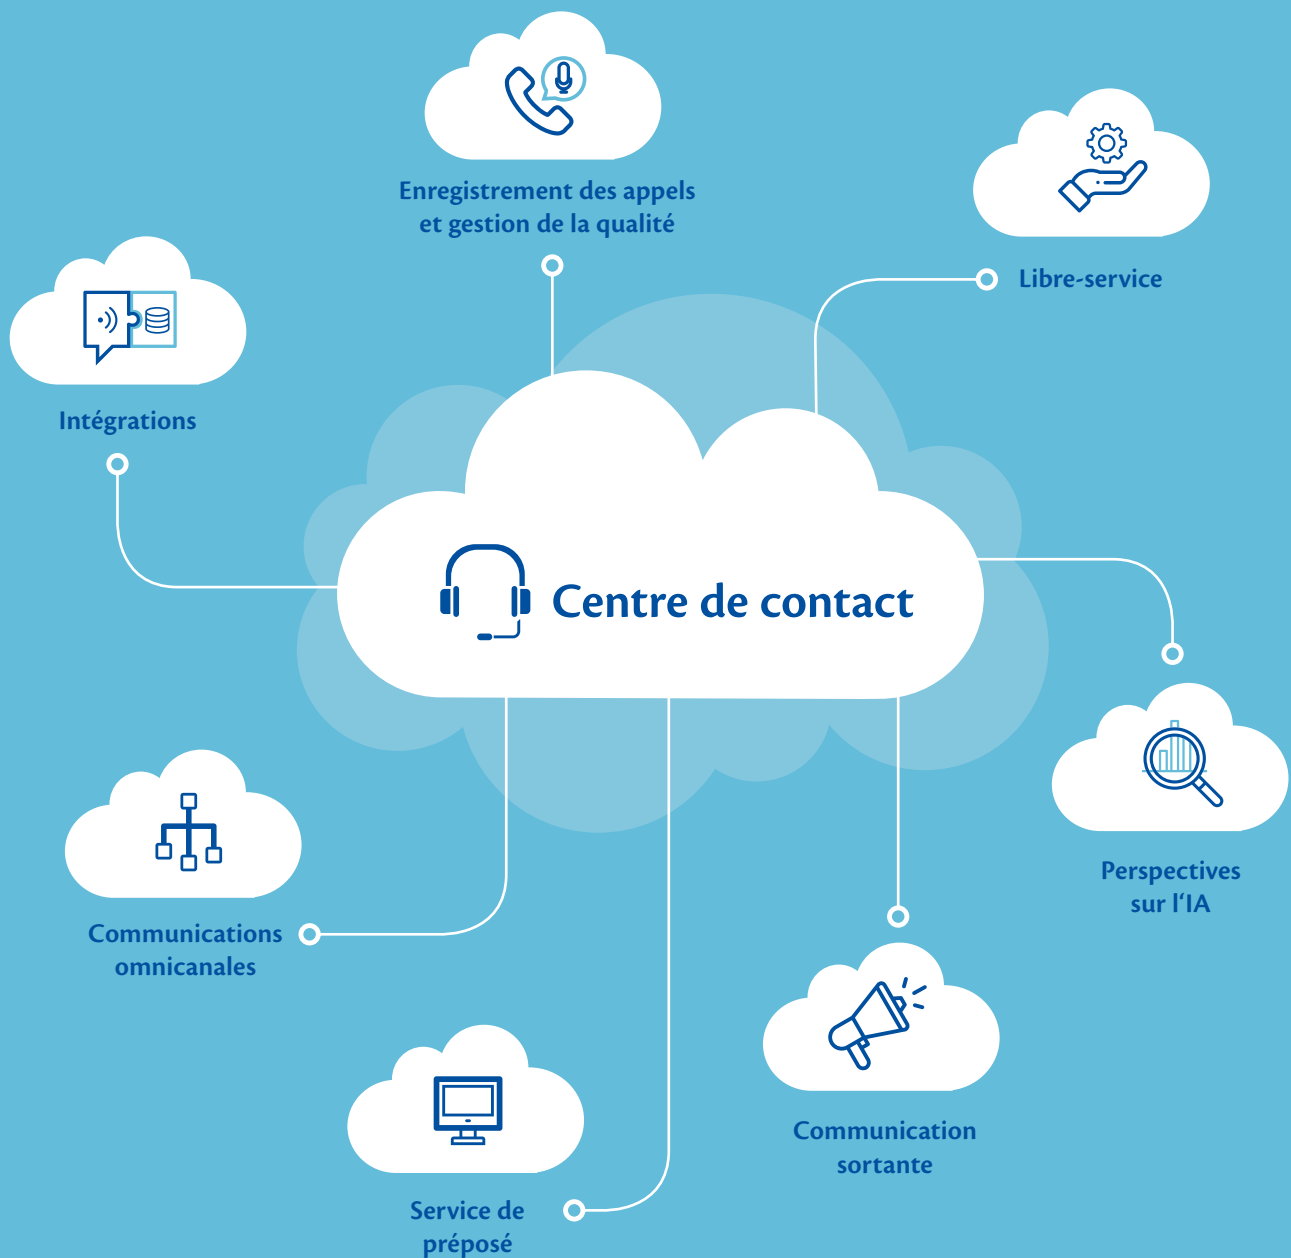 Enregistrement des appels
et gestion de la qualité
Libre-service
Intégrations
Centre de contact
Perspectives
sur l‘IA
Communications
omnicanales
Communication
sortante
Service de
préposé